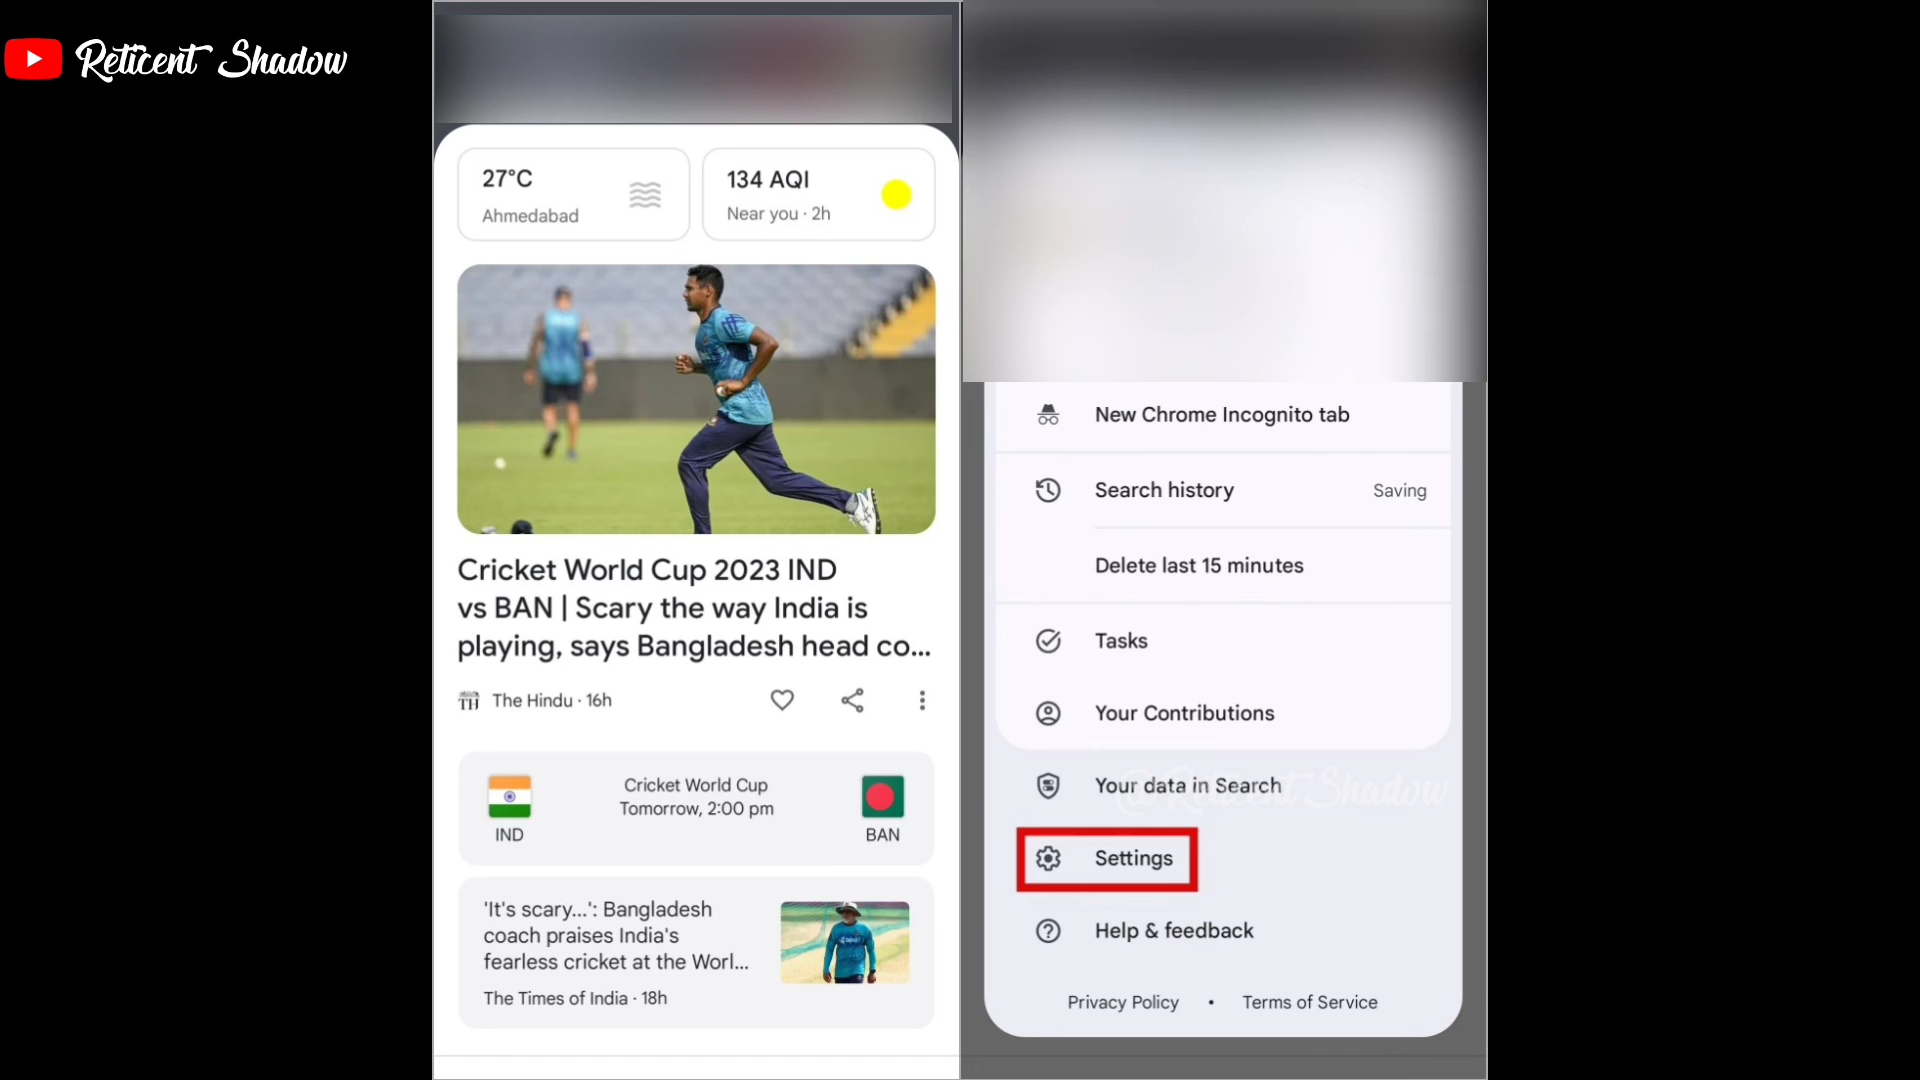 Reticent Shadow
27°C
Ahmedabad
134 AQI
Near you · 2h
Cricket World Cup 2023 IND
vs BAN | Scary the way India is
playing, says Bangladesh head co...
TH The Hindu · 16h
Cricket World Cup
Tomorrow, 2:00 pm
IND
BAN
'It's scary...': Bangladesh
coach praises India's
fearless cricket at the Worl...
The Times of India · 18h
New Chrome Incognito tab
Search history Saving
Delete last 15 minutes
Tasks
Your Contributions
Your data in Search
@Reticent Shadow
Settings
Help & feedback
Privacy Policy • Terms of Service